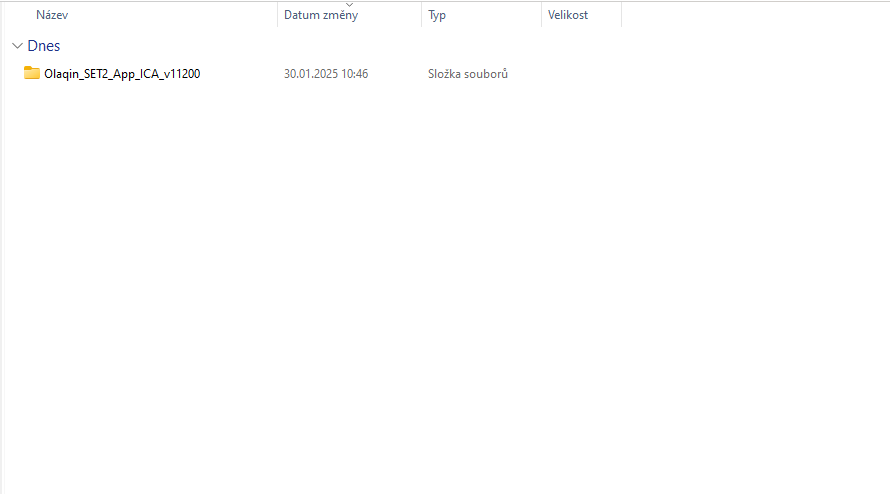 Název Datum změny Typ Velikost
Dnes
Olaqin_SET2_App_ICA_v11200 30.01.2025 10:46 Složka souborů